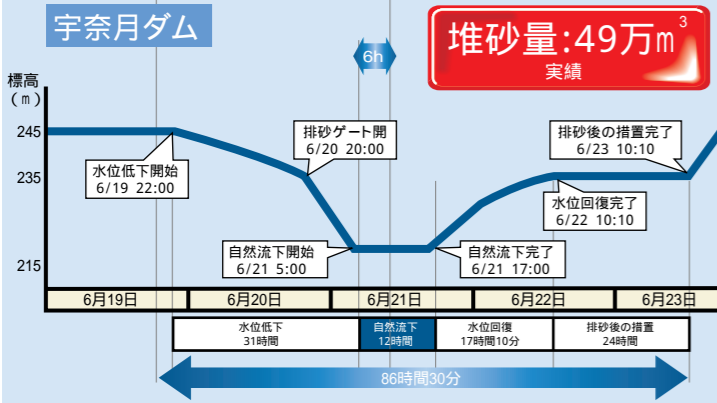 宇奈月ダム
堆砂量:49万m³
実績
6h
標高
(m)
245
235
215
水位低下開始
6/19 22:00
排砂ゲート開
6/20 20:00
自然流下開始
6/21 5:00
自然流下完了
6/21 17:00
水位回復完了
6/22 10:10
排砂後の措置完了
6/23 10:10
6月19日
6月20日
6月21日
6月22日
6月23日
水位低下
31時間
自然流下
12時間
水位回復
17時間10分
排砂後の措置
24時間
86時間30分